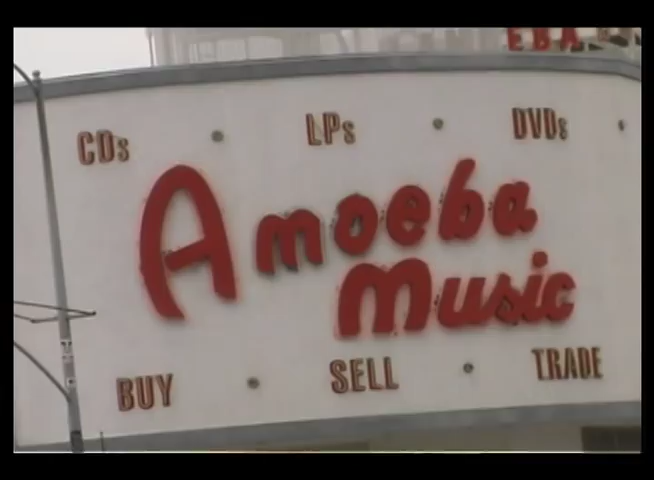 CDs • LPs • DVDs •
Amoeba
Music
BUY • SELL • TRADE